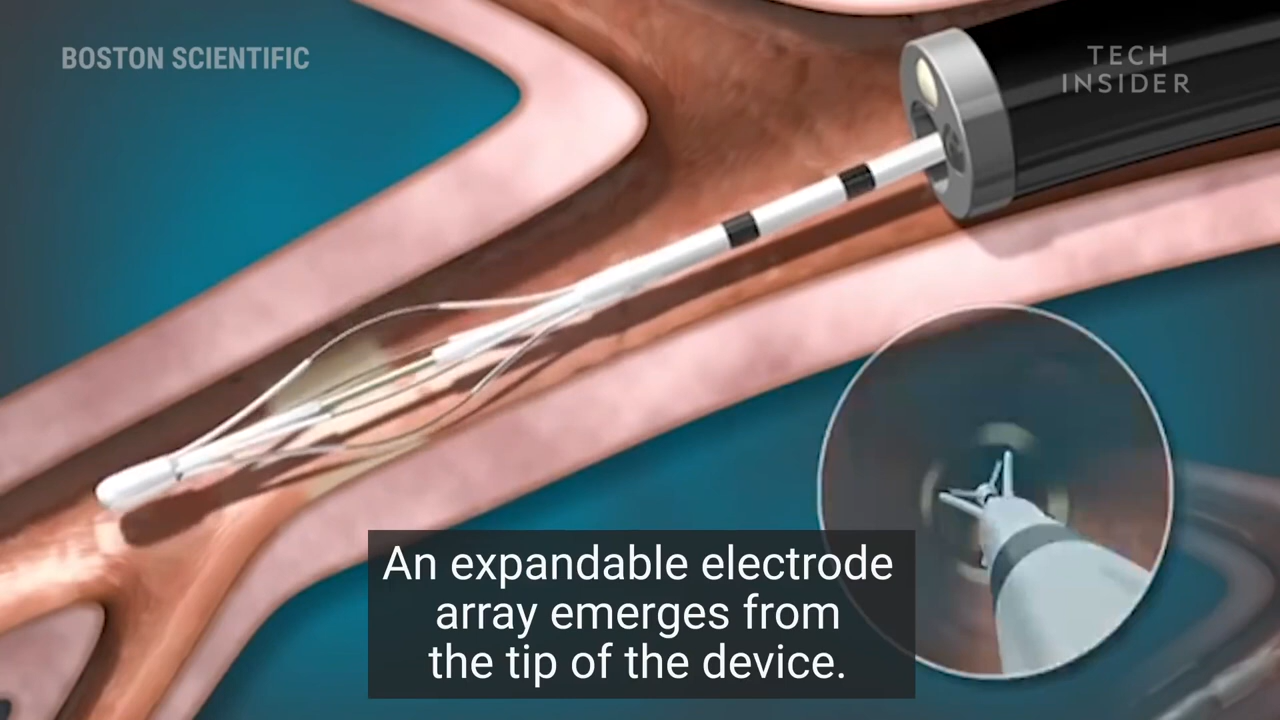 BOSTON SCIENTIFIC
TECH
INSIDER
An expandable electrode
array emerges from
the tip of the device.